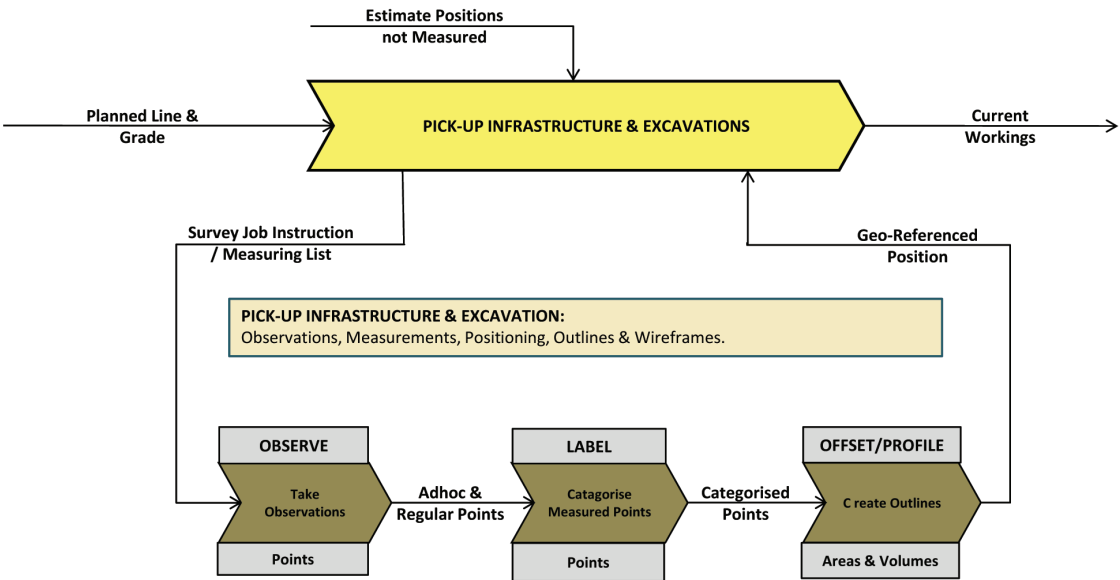 Estimate Positions
not Measured
Planned Line &
Grade
PICK-UP INFRASTRUCTURE & EXCAVATIONS
Current
Workings
Survey Job Instruction
/ Measuring List
Geo-Referenced
Position
PICK-UP INFRASTRUCTURE & EXCAVATION:
Observations, Measurements, Positioning, Outlines & Wireframes.
OBSERVE
Take
Observations
Points
Adhoc &
Regular Points
LABEL
Catagorise
Measured Points
Points
Categorised
Points
OFFSET/PROFILE
C reate Outlines
Areas & Volumes